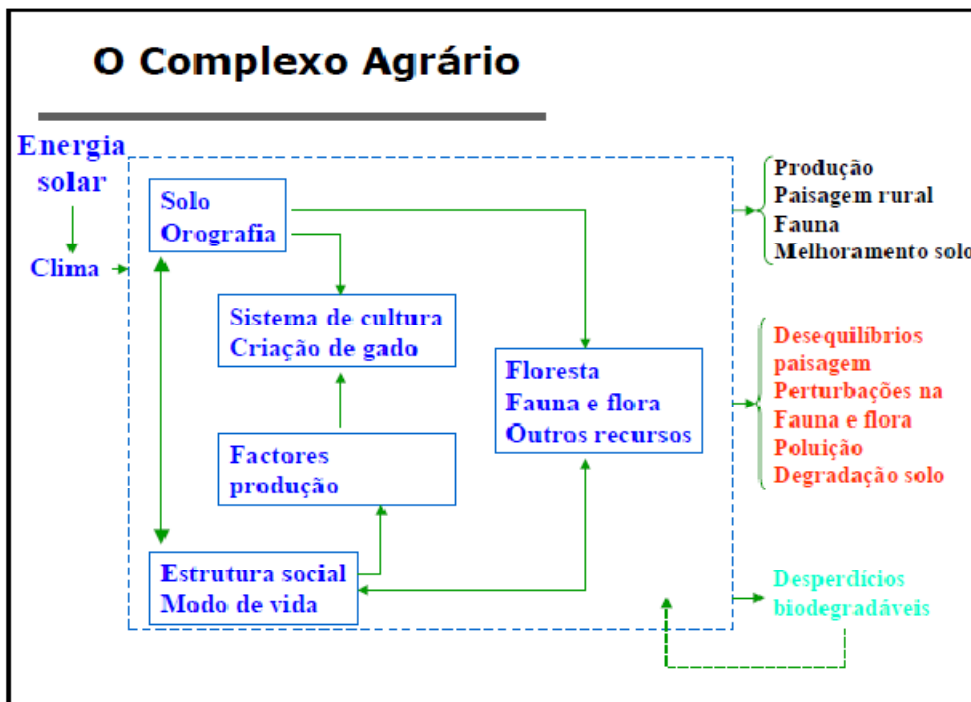 O Complexo Agrário
Energia
solar
Clima
Solo
Orografia
Sistema de cultura
Criação de gado
Factores
produção
Estrutura social
Modo de vida
Floresta
Fauna e flora
Outros recursos
Produção
Paisagem rural
Fauna
Melhoramento solo
Desequilíbrios
paisagem
Perturbações na
Fauna e flora
Poluição
Degradação solo
Desperdícios
biodegradáveis